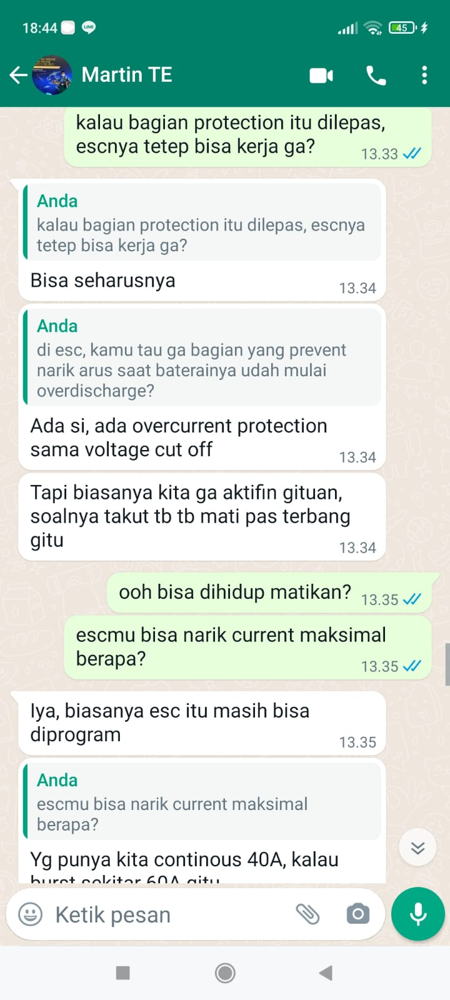 18:44
LINE
45
Martin TE
kalau bagian protection itu dilepas,
escnya tetep bisa kerja ga?
13.33
Anda
kalau bagian protection itu dilepas, escnya
tetep bisa kerja ga?
Bisa seharusnya
13.34
Anda
di esc, kamu tau ga bagian yang prevent
narik arus saat baterainya udah mulai
overdischarge?
Ada si, ada overcurrent protection
sama voltage cut off
13.34
Tapi biasanya kita ga aktifin gituan,
soalnya takut tb tb mati pas terbang
gitu
13.34
ooh bisa dihidup matikan?
13.35
escmu bisa narik current maksimal
berapa?
13.35
Iya, biasanya esc itu masih bisa
diprogram
13.35
Anda
escmu bisa narik current maksimal
berapa?
Yg punya kita continous 40A, kalau
burst sekitar 60A gitu
Ketik pesan